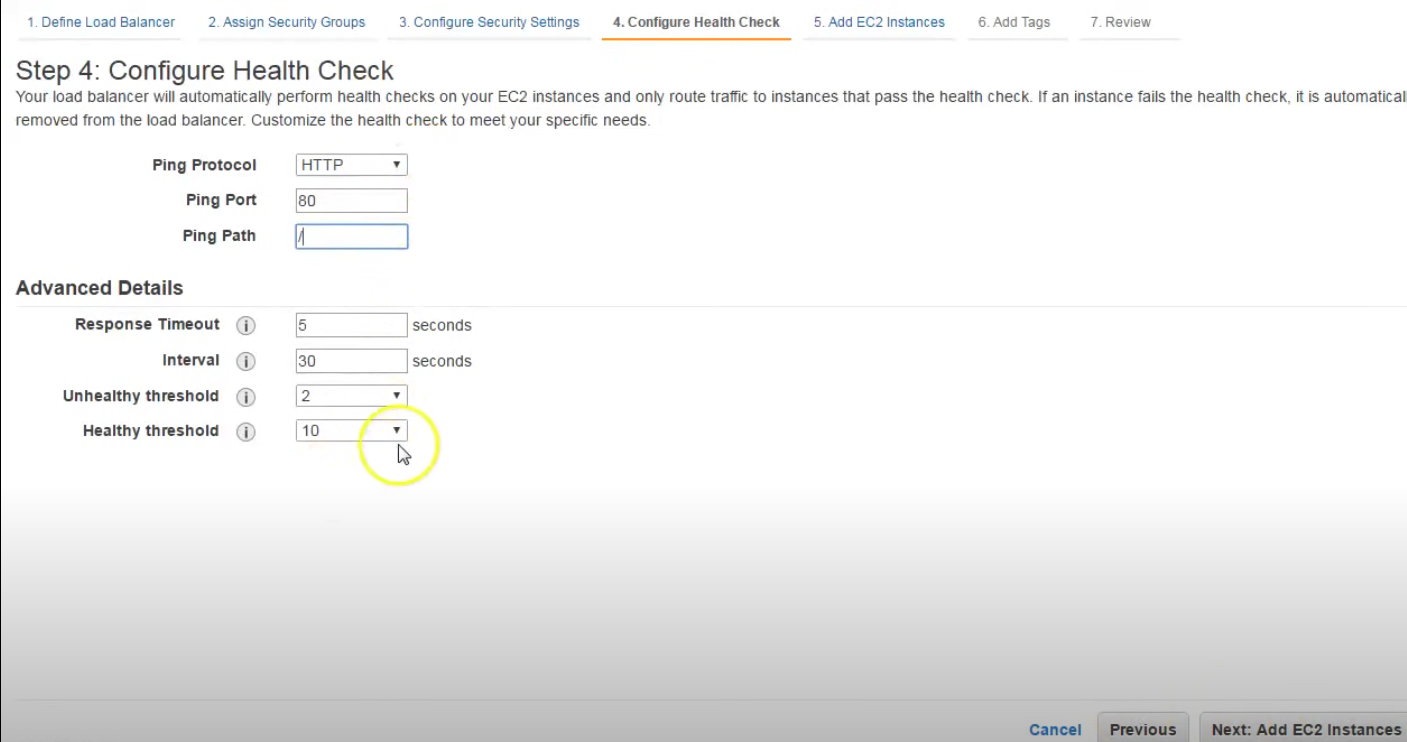 1. Define Load Balancer 2. Assign Security Groups 3. Configure Security Settings 4. Configure Health Check 5. Add EC2 Instances 6. Add Tags 7. Review
Step 4: Configure Health Check
Your load balancer will automatically perform health checks on your EC2 instances and only route traffic to instances that pass the health check. If an instance fails the health check, it is automatical
removed from the load balancer. Customize the health check to meet your specific needs.
Ping Protocol HTTP
Ping Port 80
Ping Path /
Advanced Details
Response Timeout i 5 seconds
Interval i 30 seconds
Unhealthy threshold i 2
Healthy threshold i 10
Cancel Previous Next: Add EC2 Instances